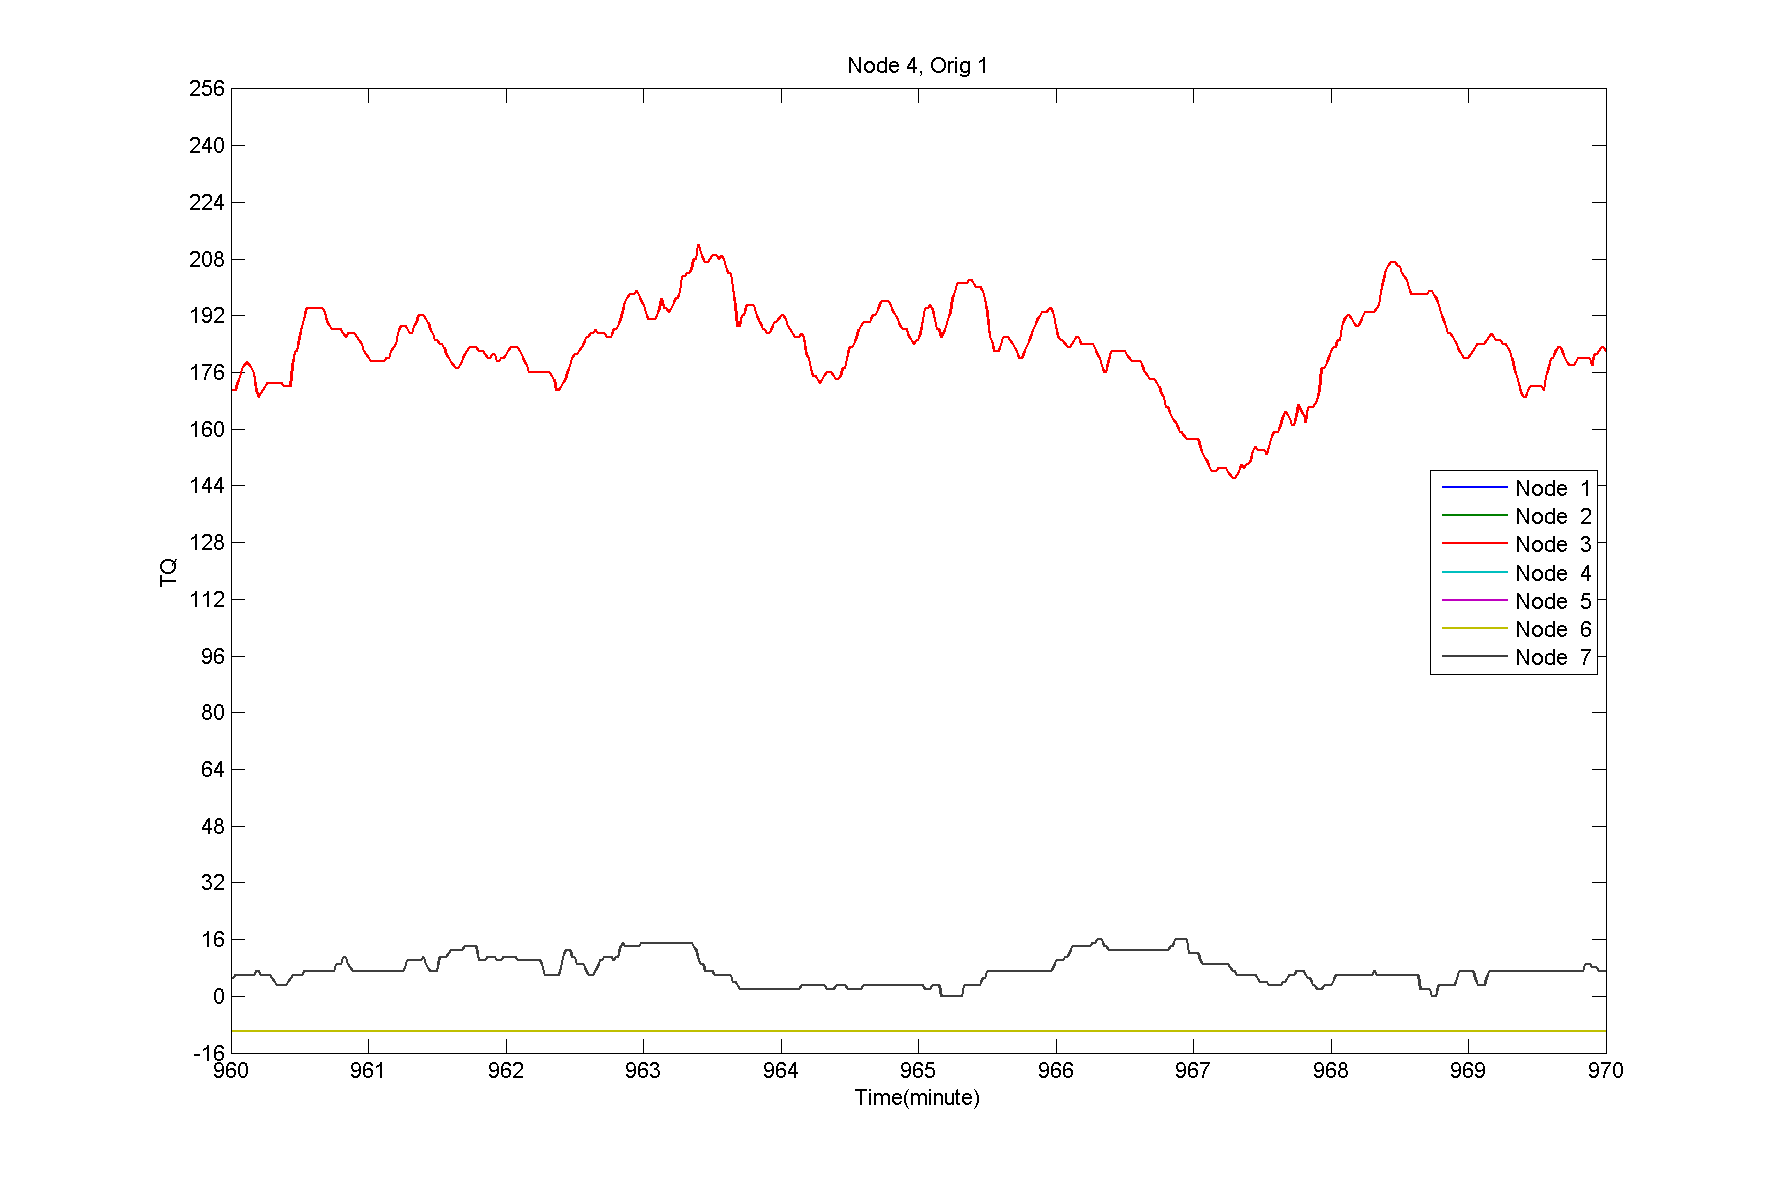 Node 4, Orig 1
256
240
224
208
192
176
160
144
128
112
96
80
64
48
32
16
0
-16
TQ
Node 1
Node 2
Node 3
Node 4
Node 5
Node 6
Node 7
960 961 962 963 964 965 966 967 968 969 970
Time(minute)